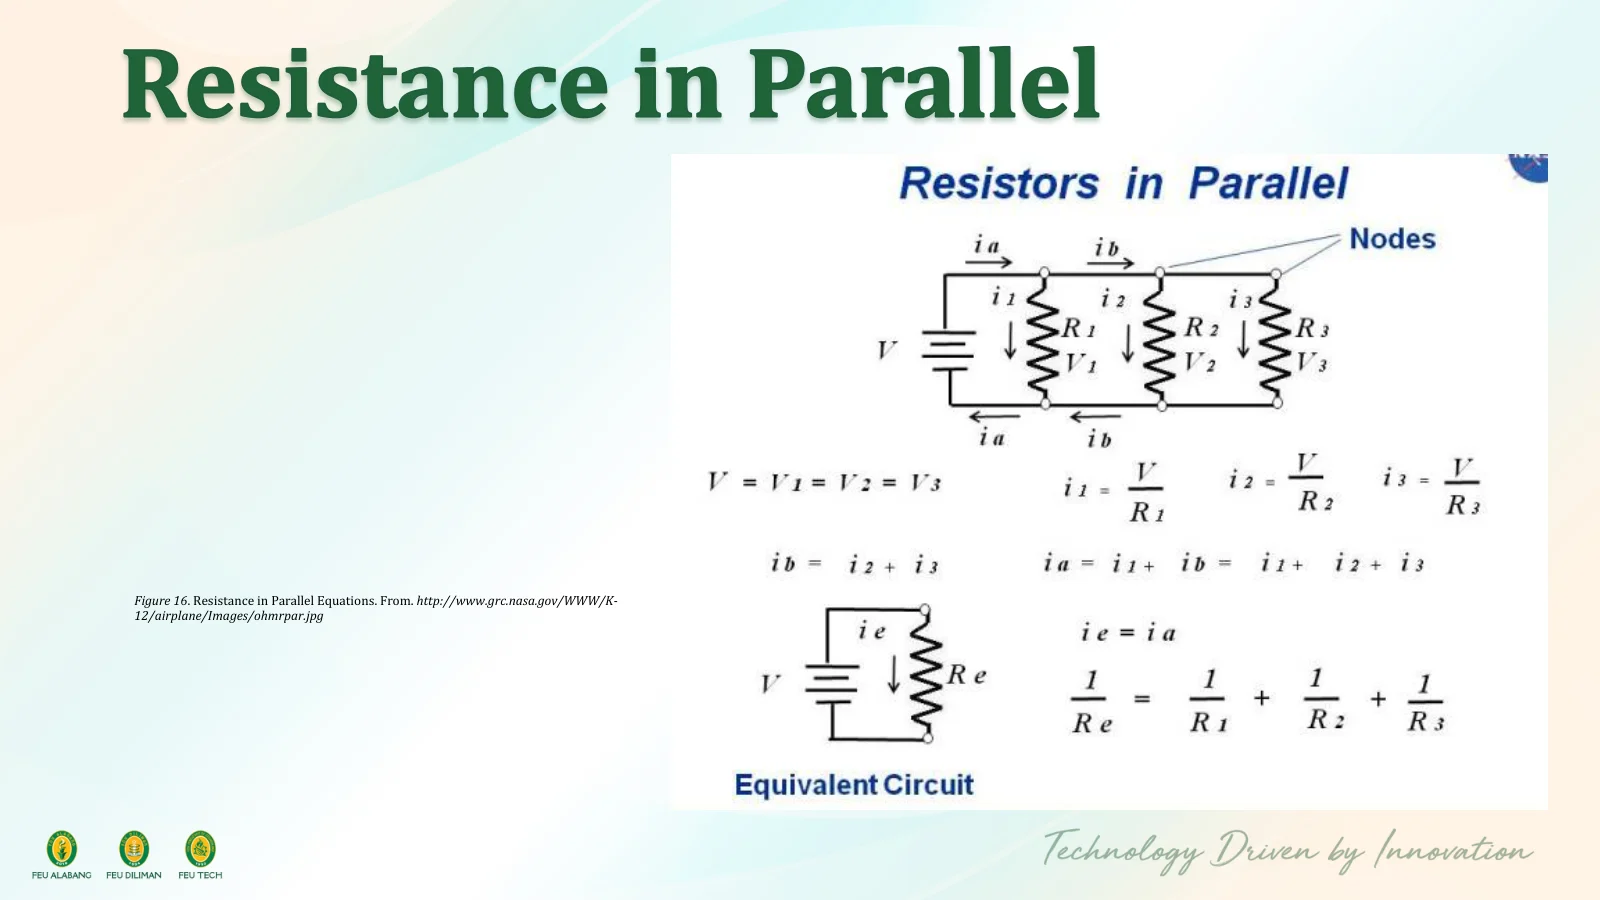 Resistance in Parallel
Resistors in Parallel
Nodes
i a
i b
i 1
i 2
i 3
V
R 1
V 1
R 2
V 2
R 3
V 3
i a
i b
V = V 1 = V 2 = V 3
i 1 = V / R 1
i 2 = V / R 2
i 3 = V / R 3
i b = i 2 + i 3
i a = i 1 + i b = i 1 + i 2 + i 3
Figure 16. Resistance in Parallel Equations. From. http://www.grc.nasa.gov/WWW/K-
12/airplane/Images/ohmrpar.jpg
i e
V
R e
i e = i a
1 / R e = 1 / R 1 + 1 / R 2 + 1 / R 3
Equivalent Circuit
FEU ALABANG
FEU DILIMAN
FEU TECH
Technology Driven by Innovation